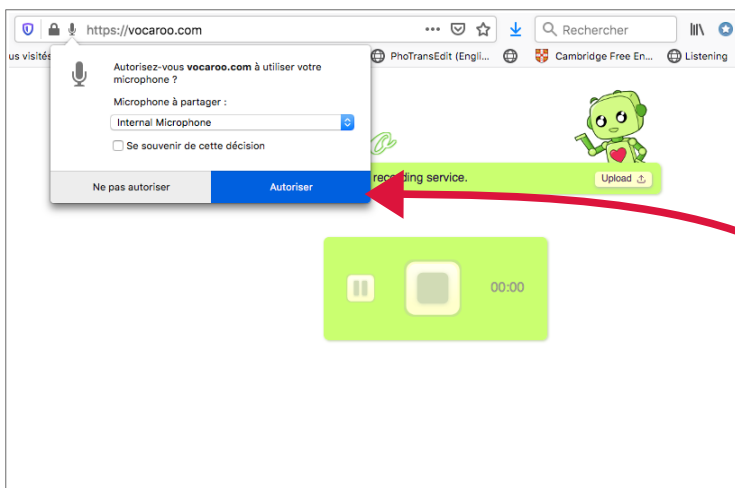 https://vocaroo.com
Rechercher
us visités
PhoTransEdit (Engli...
Cambridge Free En...
Listening
Autorisez-vous vocaroo.com à utiliser votre
microphone ?
Microphone à partager :
Internal Microphone
Se souvenir de cette décision
Ne pas autoriser
Autoriser
recording service.
Upload
00:00